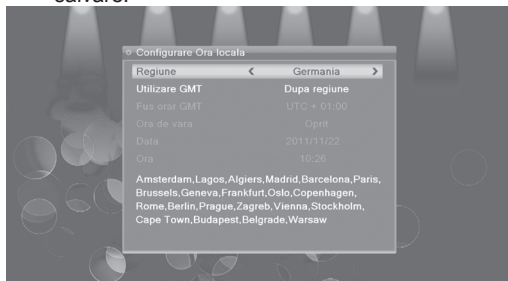 salvare.
Configurare Ora locala
Regiune Germania
Utilizare GMT Dupa regiune
Fus orar GMT UTC + 01:00
Ora de vara Oprit
Data 2011/11/22
Ora 10:26
Amsterdam,Lagos,Algiers,Madrid,Barcelona,Paris,
Brussels,Geneva,Frankfurt,Oslo,Copenhagen,
Rome,Berlin,Prague,Zagreb,Vienna,Stockholm,
Cape Town,Budapest,Belgrade,Warsaw